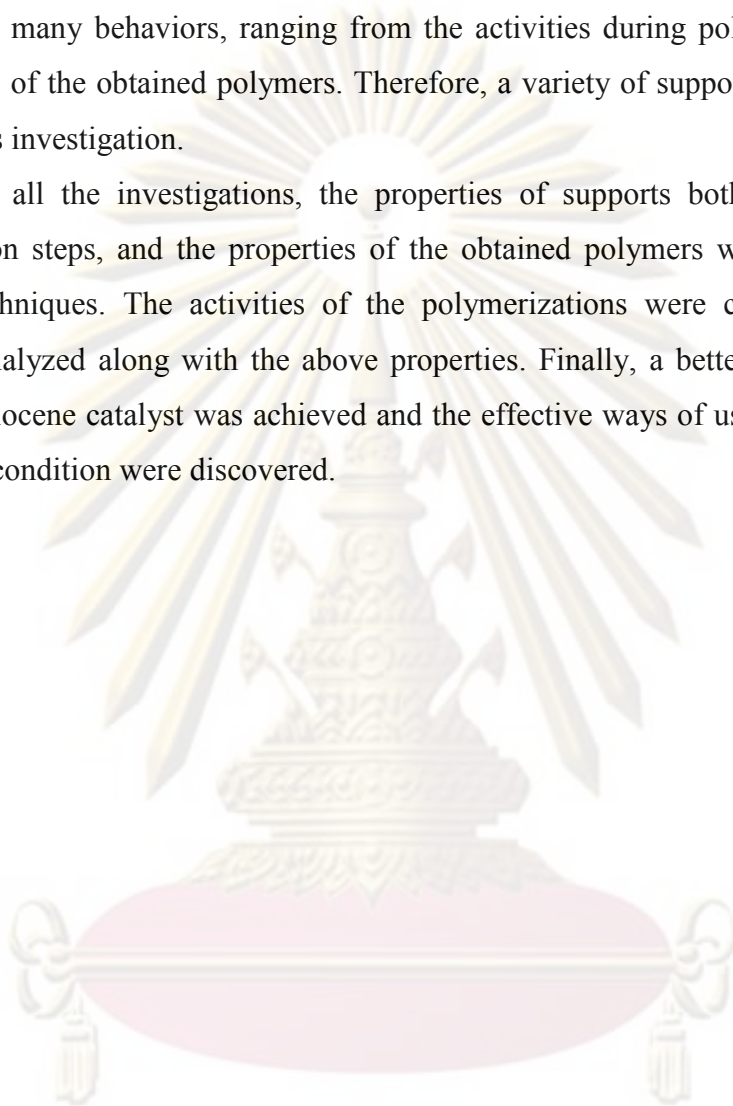 many behaviors, ranging from the activities during pol
of the obtained polymers. Therefore, a variety of suppo
s investigation.
all the investigations, the properties of supports both
on steps, and the properties of the obtained polymers w
hniques. The activities of the polymerizations were c
alyzed along with the above properties. Finally, a bette
locene catalyst was achieved and the effective ways of us
condition were discovered.